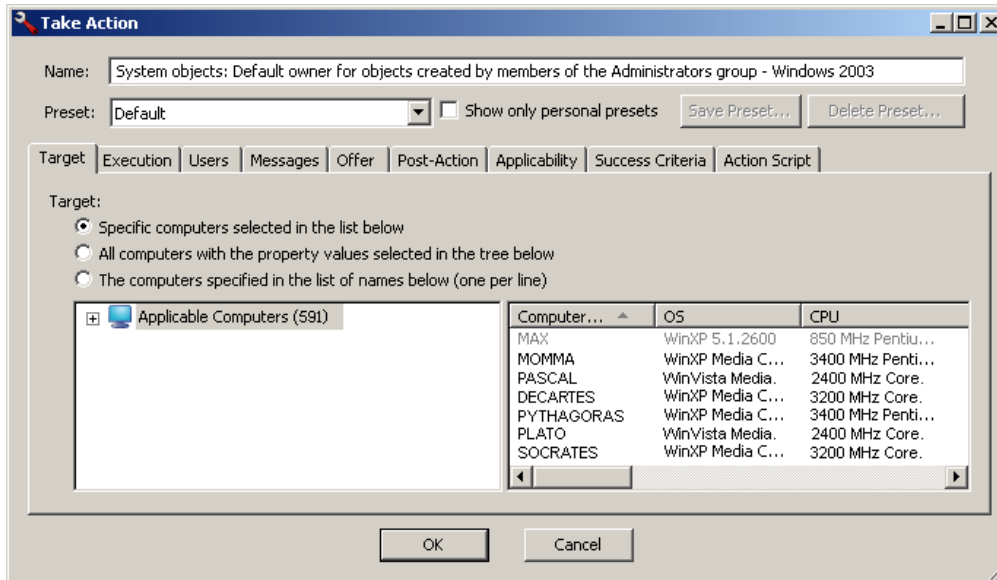 Take Action
Name: System objects: Default owner for objects created by members of the Administrators group - Windows 2003
Preset: Default Show only personal presets Save Preset... Delete Preset...
Target Execution Users Messages Offer Post-Action Applicability Success Criteria Action Script
Target:
Specific computers selected in the list below
All computers with the property values selected in the tree below
The computers specified in the list of names below (one per line)
Applicable Computers (591) Computer... OS CPU
MAX WinXP 5.1.2600 850 MHz Pentiu...
MOMMA WinXP Media C... 3400 MHz Penti...
PASCAL WinVista Media. 2400 MHz Core.
DECARTES WinXP Media C... 3200 MHz Core.
PYTHAGORAS WinXP Media C... 3400 MHz Penti...
PLATO WinVista Media. 2400 MHz Core.
SOCRATES WinXP Media C... 3200 MHz Core.
OK Cancel